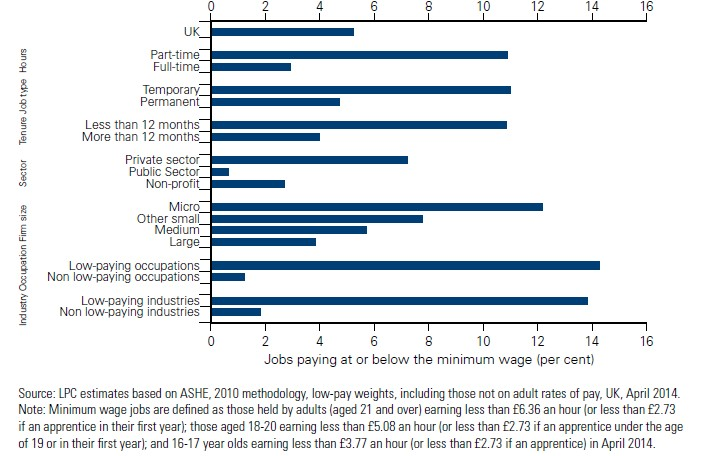 0 2 4 6 8 10 12 14 16
UK
Part-time
Full-time
Temporary
Permanent
Less than 12 months
More than 12 months
Private sector
Public Sector
Non-profit
Micro
Other small
Medium
Large
Low-paying occupations
Non low-paying occupations
Low-paying industries
Non low-paying industries
Hours
Job type
Tenure
Sector
Firm size
Occupation
Industry
0 2 4 6 8 10 12 14 16
Jobs paying at or below the minimum wage (per cent)
Source: LPC estimates based on ASHE, 2010 methodology, low-pay weights, including those not on adult rates of pay, UK, April 2014.
Note: Minimum wage jobs are defined as those held by adults (aged 21 and over) earning less than £6.36 an hour (or less than £2.73
if an apprentice in their first year); those aged 18-20 earning less than £5.08 an hour (or less than £2.73 if an apprentice under the age
of 19 or in their first year); and 16-17 year olds earning less than £3.77 an hour (or less than £2.73 if an apprentice) in April 2014.